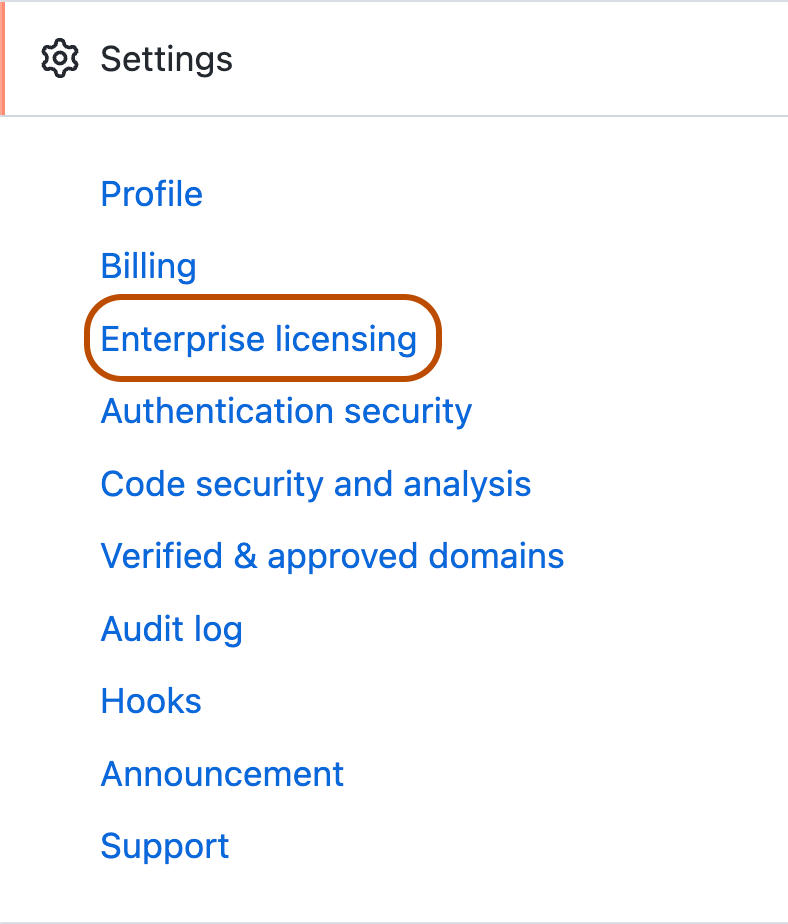 Settings
Profile
Billing
Enterprise licensing
Authentication security
Code security and analysis
Verified & approved domains
Audit log
Hooks
Announcement
Support